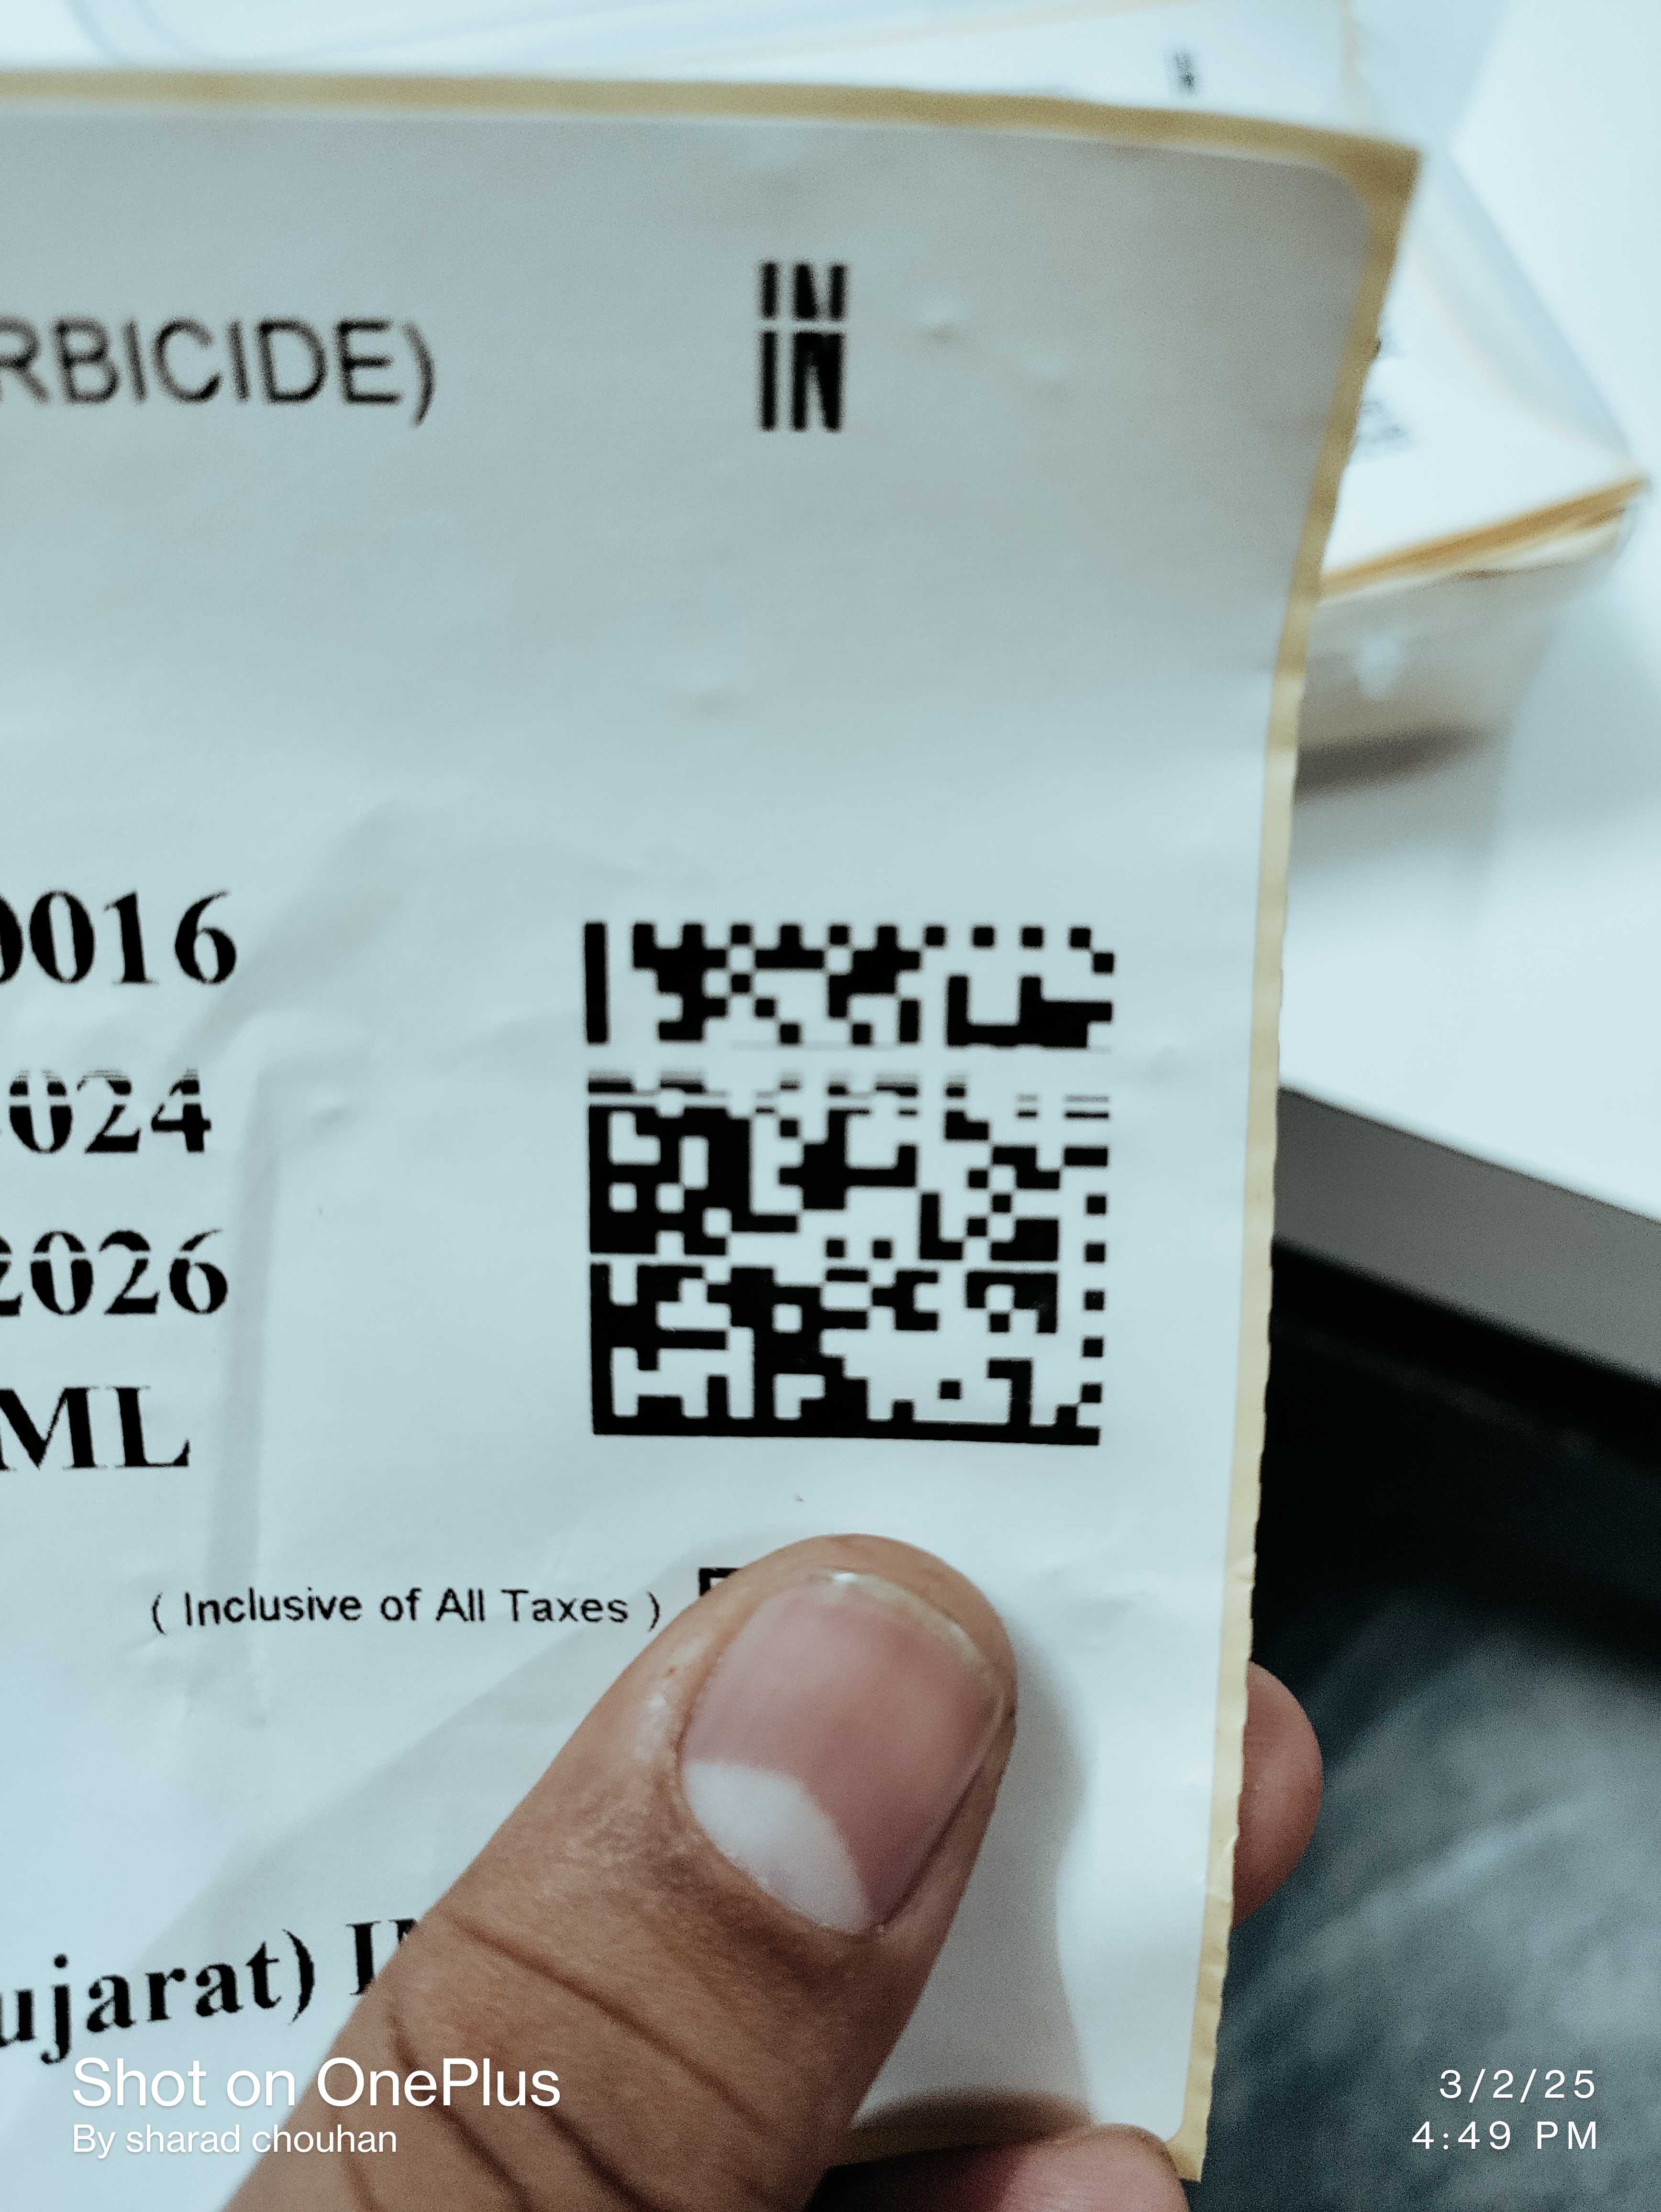 IN
RBICIDE)
0016
024
2026
ML
( Inclusive of All Taxes )
ujarat)
Shot on OnePlus
By sharad chouhan
3/2/25
4:49 PM